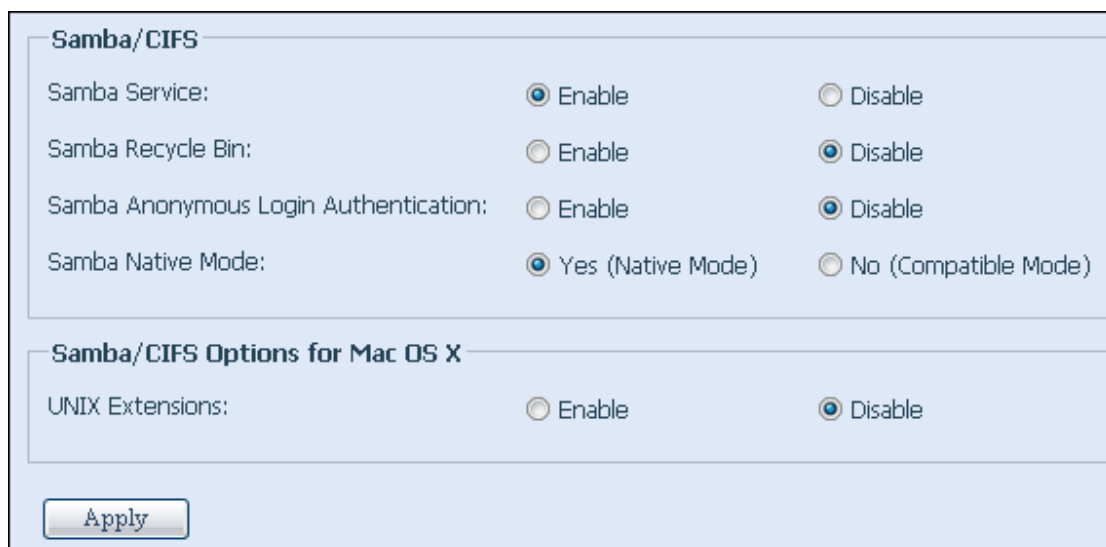 Samba/CIFS
Samba Service: Enable Disable
Samba Recycle Bin: Enable Disable
Samba Anonymous Login Authentication: Enable Disable
Samba Native Mode: Yes (Native Mode) No (Compatible Mode)
Samba/CIFS Options for Mac OS X
UNIX Extensions: Enable Disable
Apply